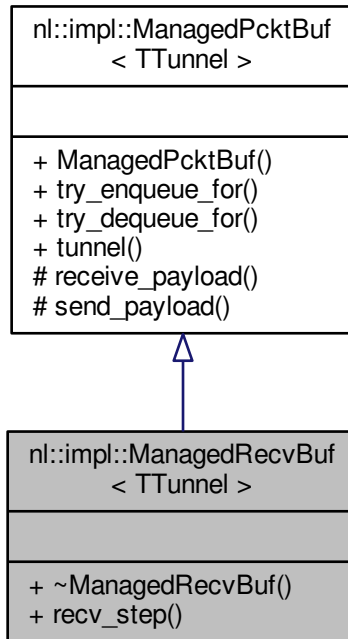 nl::impl::ManagedPcktBuf
< TTunnel >
+ ManagedPcktBuf()
+ try_enqueue_for()
+ try_dequeue_for()
+ tunnel()
# receive_payload()
# send_payload()
nl::impl::ManagedRecvBuf
< TTunnel >
+ ~ManagedRecvBuf()
+ recv_step()